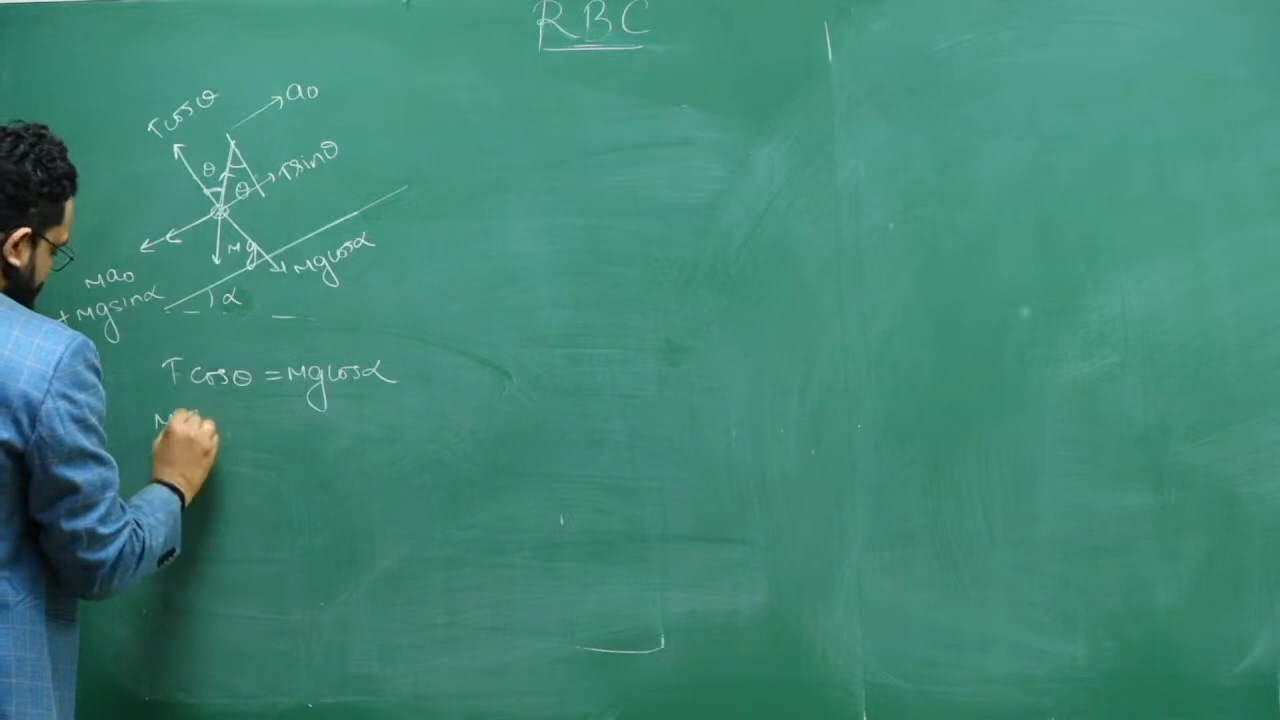 RBC
a0
Tcosθ
θ
Tsinθ
θ
Mg
Mgcosα
Ma0
+Mgsinα
α
Tcosθ = Mgcosα
M